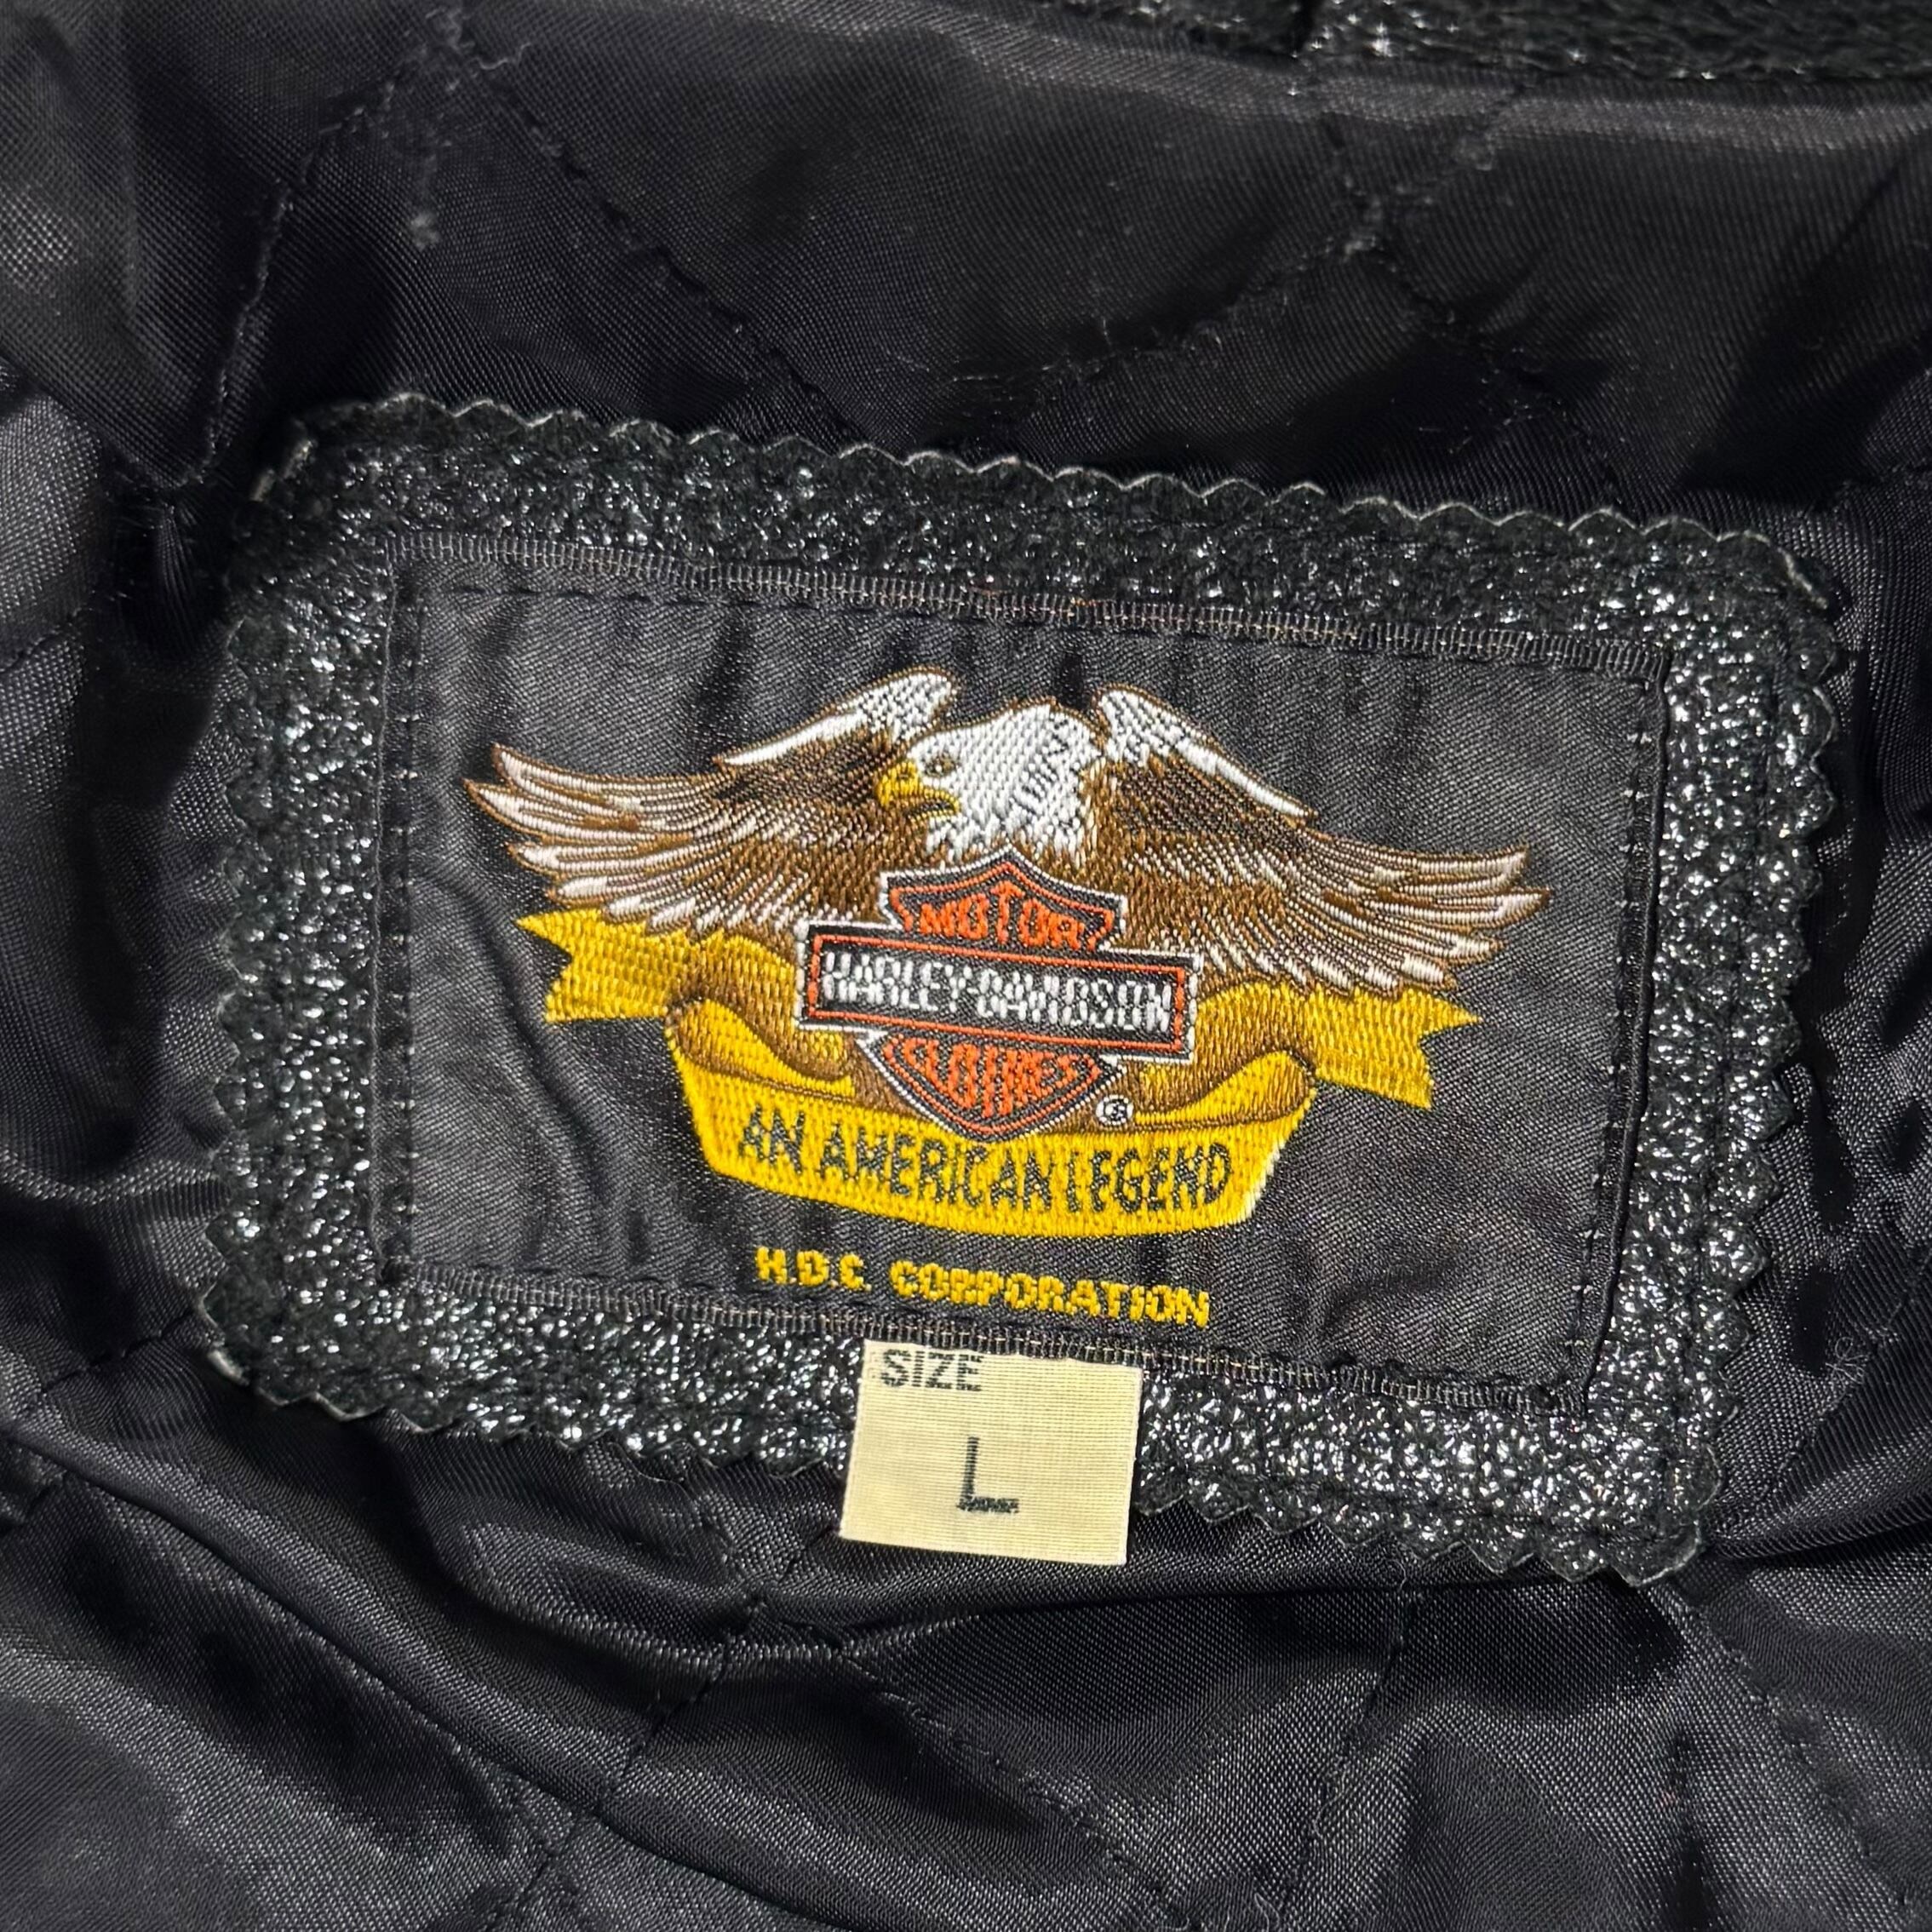 MOTOR
HARLEY-DAVIDSON
CLOTHES
®
AN AMERICAN LEGEND
H.D.C. CORPORATION
SIZE
L